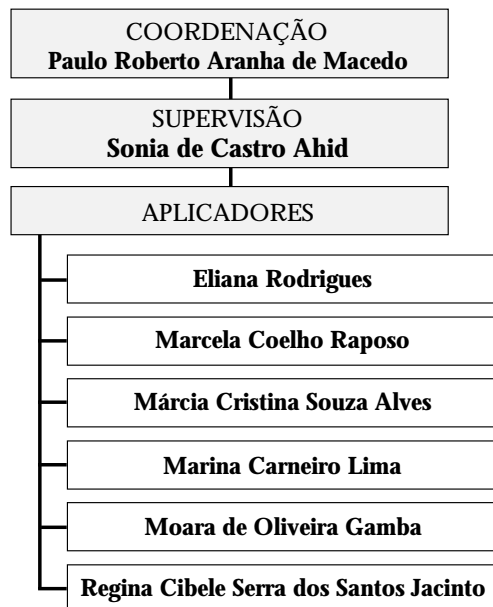 COORDENAÇÃO
Paulo Roberto Aranha de Macedo
SUPERVISÃO
Sonia de Castro Ahid
APLICADORES
Eliana Rodrigues
Marcela Coelho Raposo
Márcia Cristina Souza Alves
Marina Carneiro Lima
Moara de Oliveira Gamba
Regina Cibele Serra dos Santos Jacinto